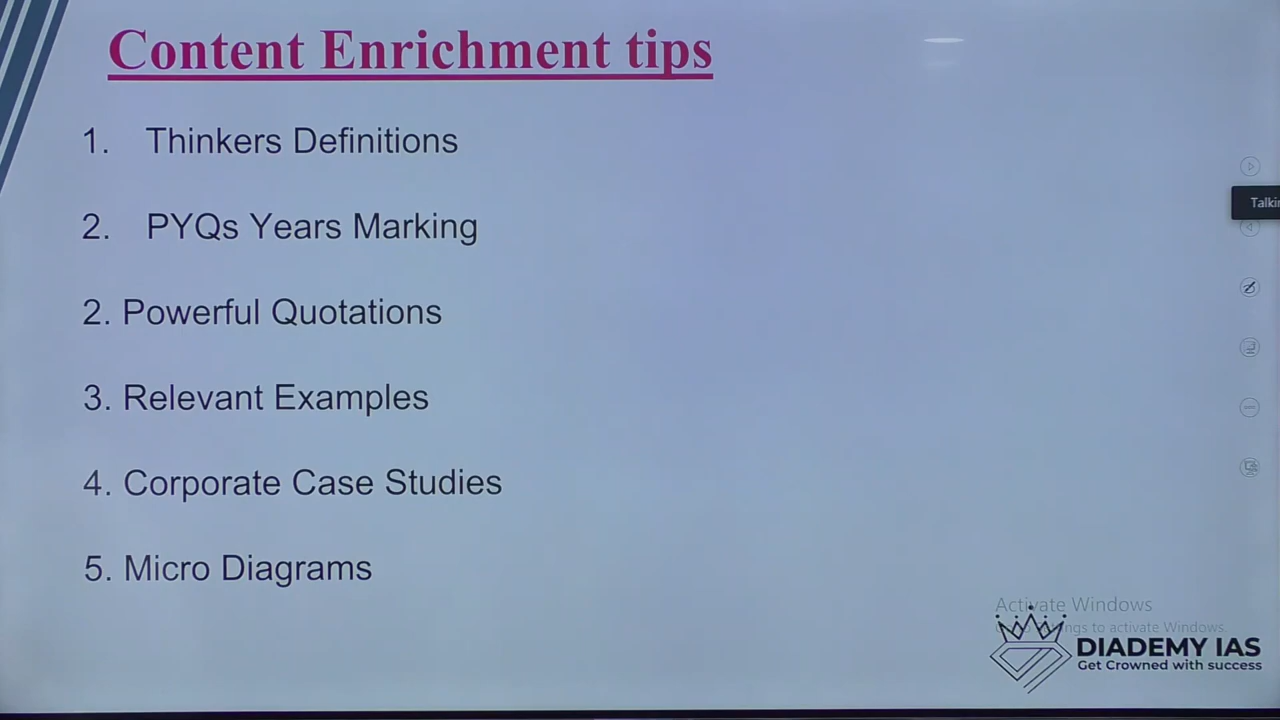 Content Enrichment tips
1. Thinkers Definitions
Talkin
2. PYQs Years Marking
2. Powerful Quotations
3. Relevant Examples
4. Corporate Case Studies
5. Micro Diagrams
Activate Windows
to activate Windows.
DIADEMY IAS
Get Crowned with success